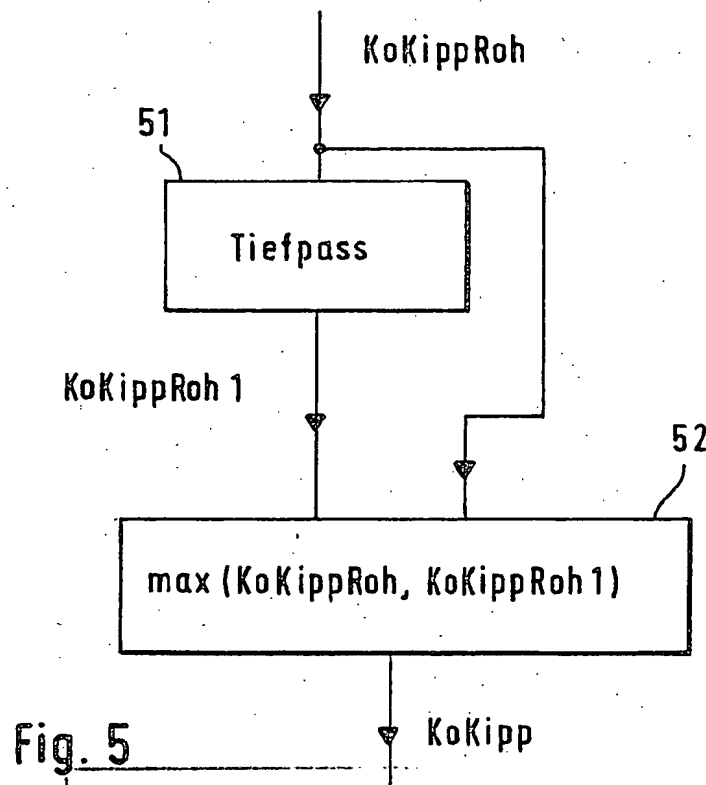 KoKippRoh
51
Tiefpass
KoKippRoh 1
52
max (KoKippRoh, KoKippRoh 1)
Fig. 5
KoKipp